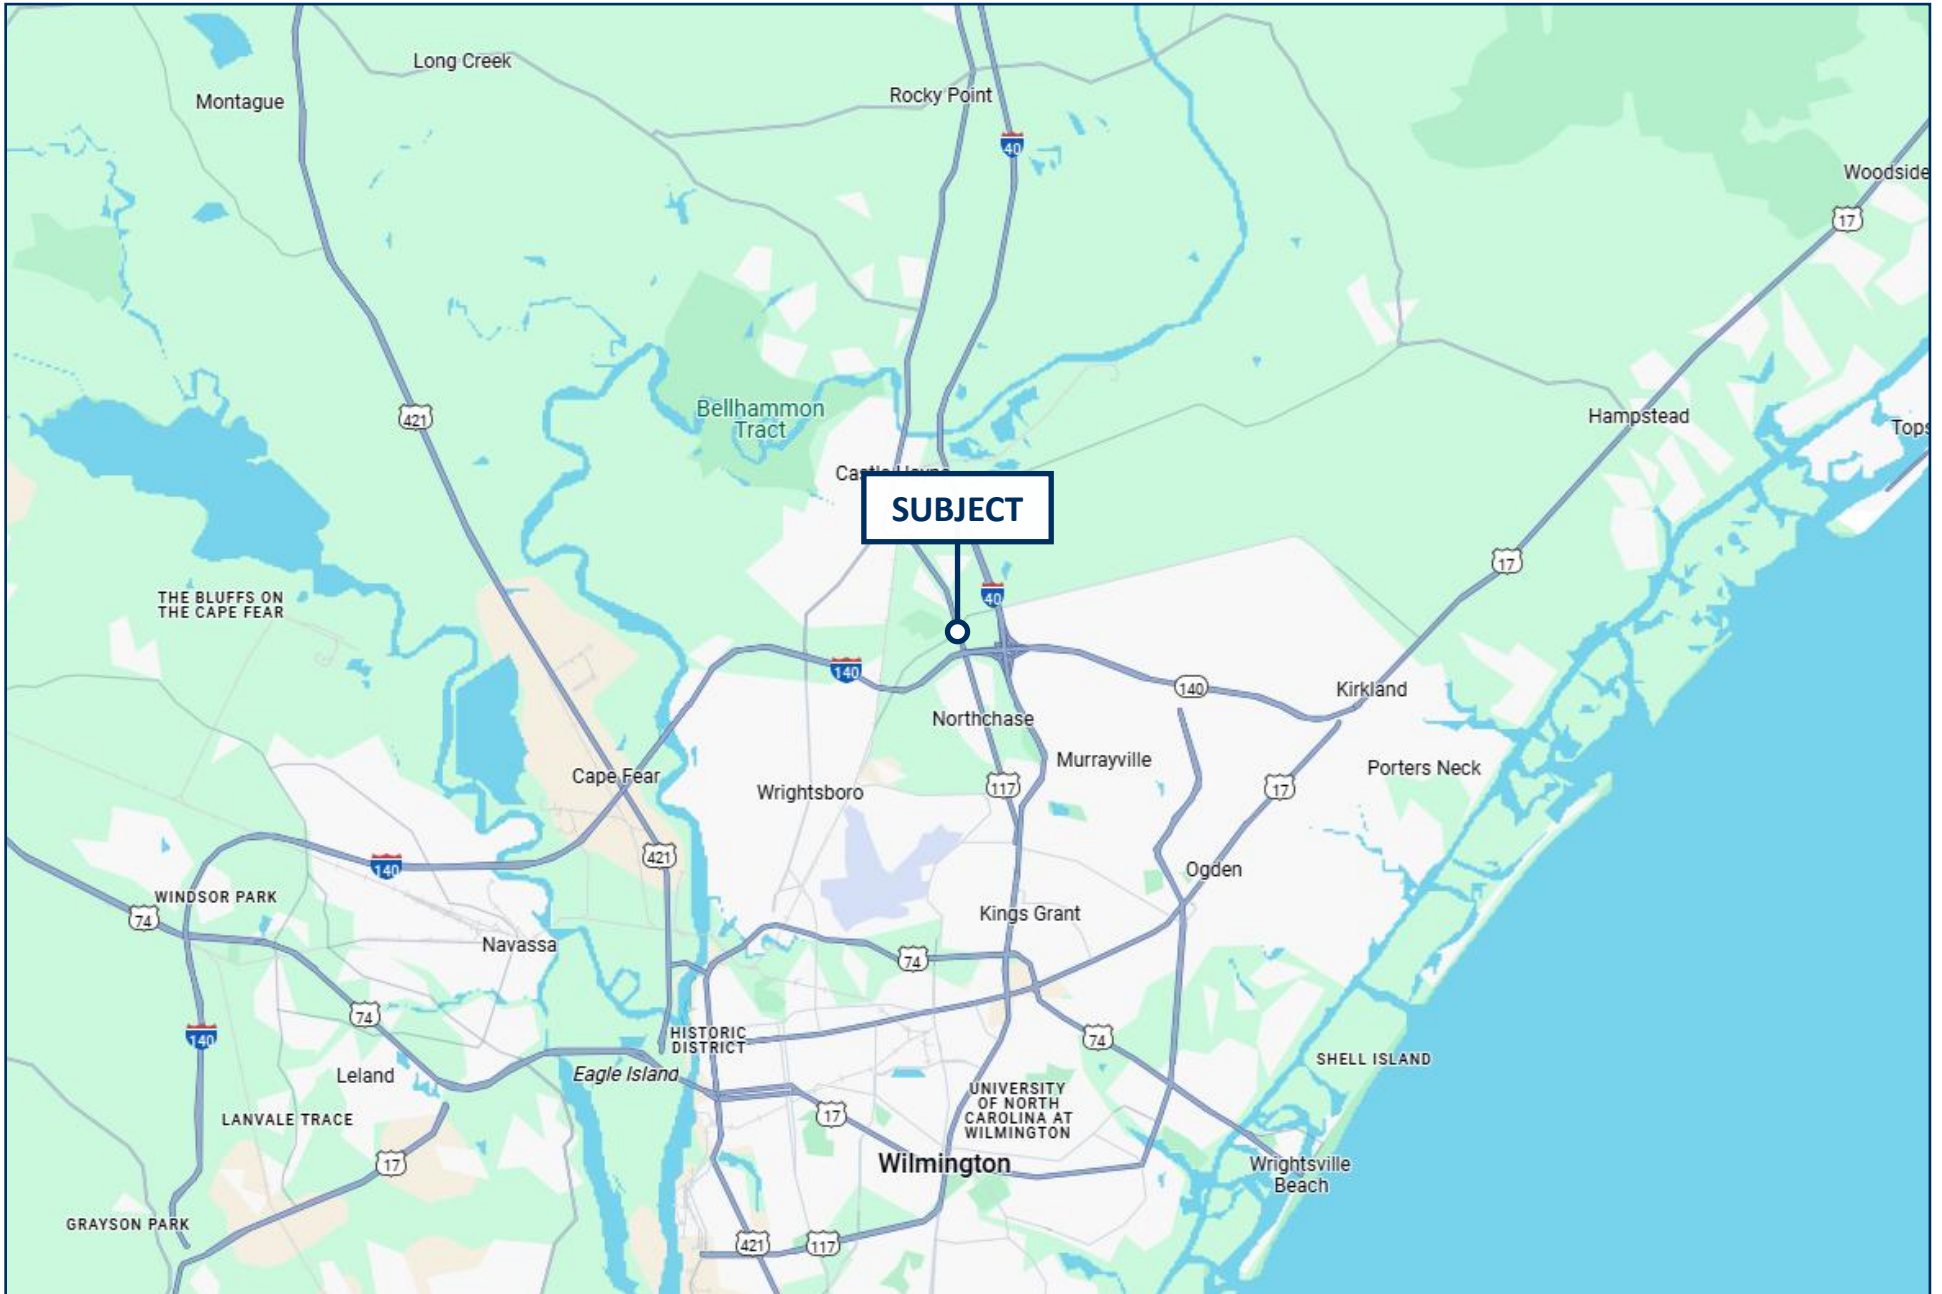 Long Creek
Montague
Rocky Point
40
Woodside
17
421
Bellhammon
Tract
Hampstead
Tops
SUBJECT
17
THE BLUFFS ON
THE CAPE FEAR
40
140
140
Kirkland
Northchase
Murrayville
Porters Neck
Cape Fear
Wrightsboro
117
17
421
140
Ogden
WINDSOR PARK
74
Kings Grant
Navassa
74
74
140
HISTORIC
DISTRICT
74
SHELL ISLAND
Leland
Eagle Island
UNIVERSITY
OF NORTH
CAROLINA AT
WILMINGTON
LANVALE TRACE
17
17
Wilmington
Wrightsville
Beach
GRAYSON PARK
421
117